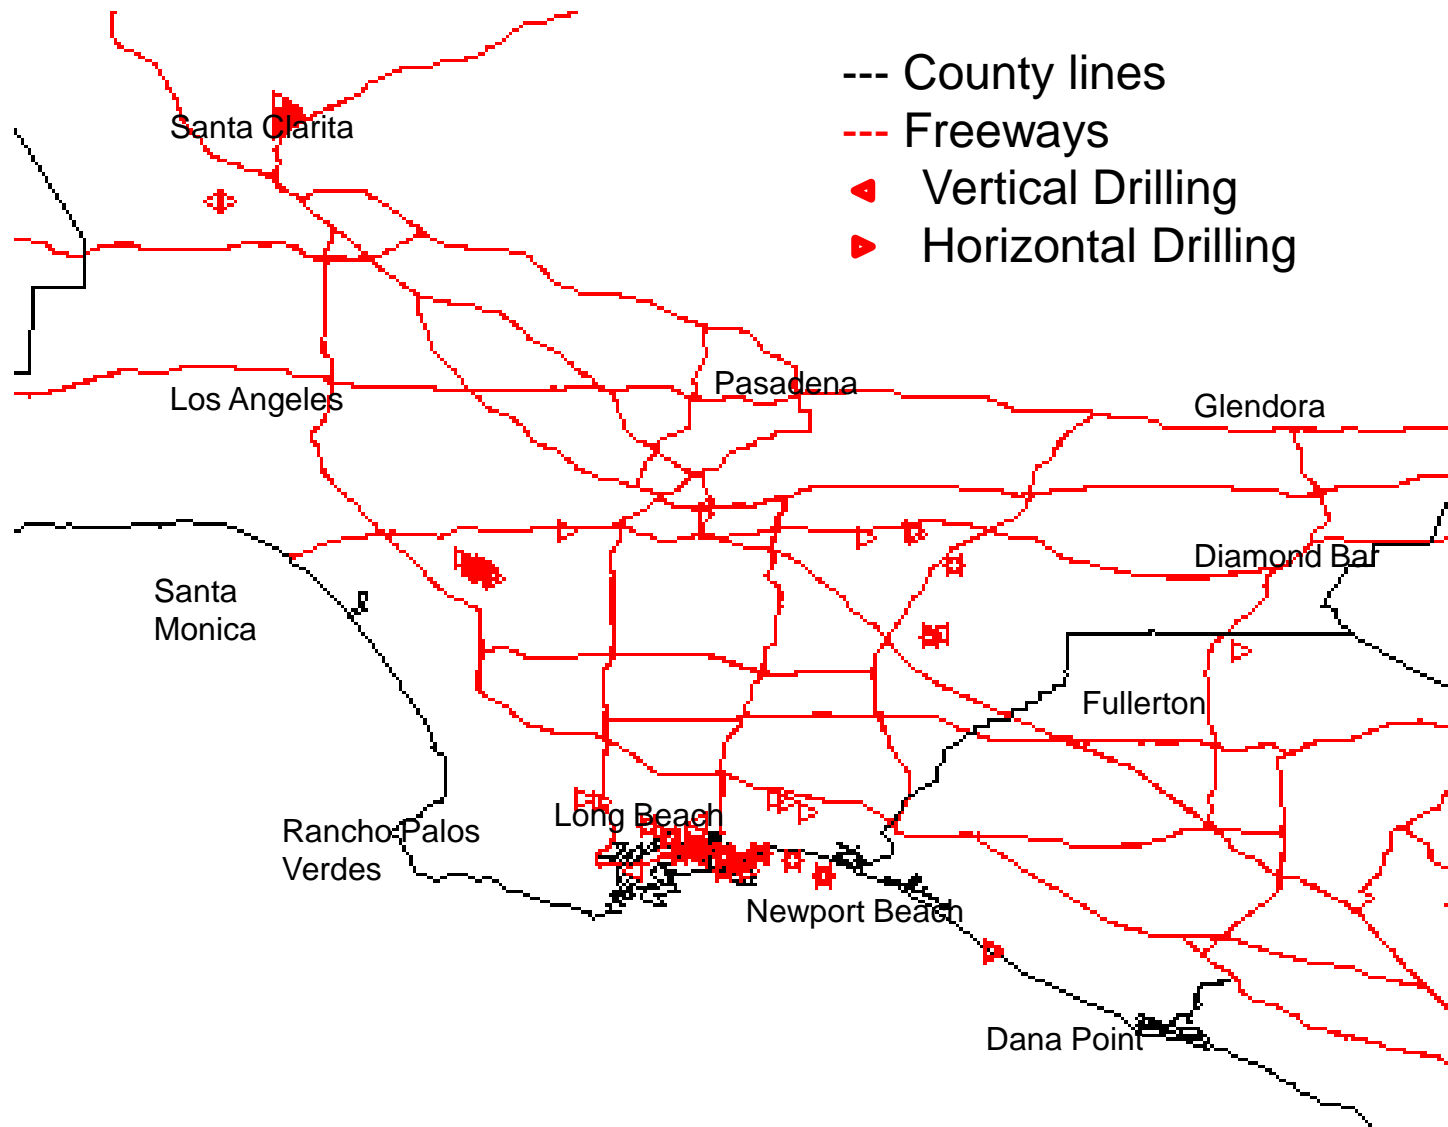 --- County lines
--- Freeways
Vertical Drilling
Horizontal Drilling
Santa Clarita
Pasadena
Los Angeles
Glendora
Diamond Bar
Santa
Monica
Fullerton
Long Beach
Rancho Palos
Verdes
Newport Beach
Dana Point